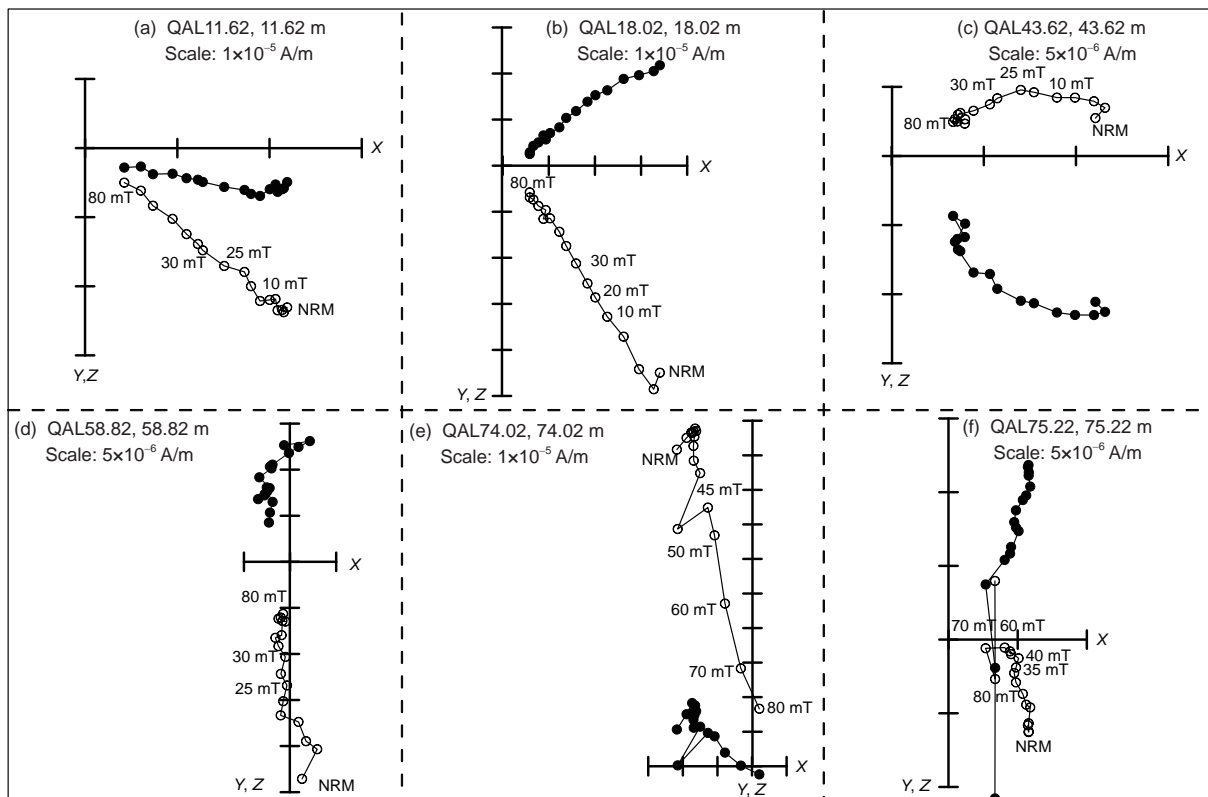 (a) QAL11.62, 11.62 m
Scale: 1×10⁻⁵ A/m
X
80 mT
25 mT
30 mT
10 mT
NRM
Y, Z
(b) QAL18.02, 18.02 m
Scale: 1×10⁻⁵ A/m
X
80 mT
30 mT
20 mT
10 mT
NRM
Y, Z
(c) QAL43.62, 43.62 m
Scale: 5×10⁻⁶ A/m
25 mT
30 mT
10 mT
80 mT
NRM
X
Y, Z
(d) QAL58.82, 58.82 m
Scale: 5×10⁻⁶ A/m
X
80 mT
30 mT
25 mT
Y, Z
NRM
(e) QAL74.02, 74.02 m
Scale: 1×10⁻⁵ A/m
NRM
45 mT
50 mT
60 mT
70 mT
80 mT
X
Y, Z
(f) QAL75.22, 75.22 m
Scale: 5×10⁻⁶ A/m
70 mT
60 mT
X
40 mT
35 mT
80 mT
NRM
Y, Z